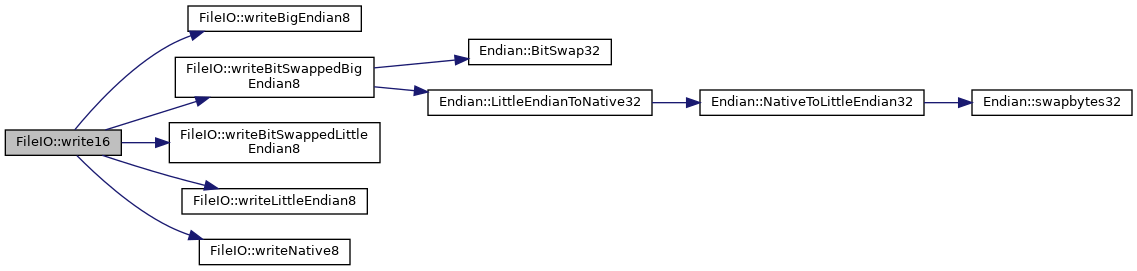 FileIO::write16
FileIO::writeBigEndian8
FileIO::writeBitSwappedBig
Endian8
Endian::BitSwap32
Endian::LittleEndianToNative32
Endian::NativeToLittleEndian32
Endian::swapbytes32
FileIO::writeBitSwappedLittle
Endian8
FileIO::writeLittleEndian8
FileIO::writeNative8